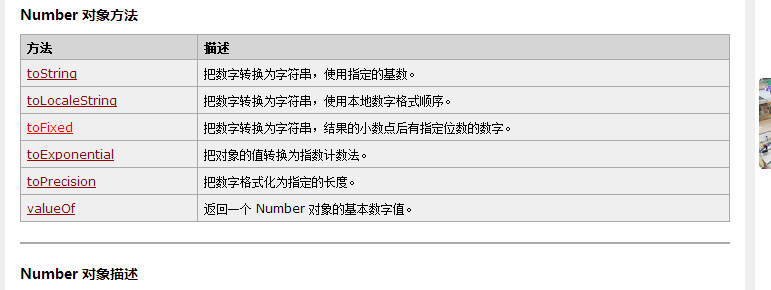 Number 对象方法
方法 描述
toString 把数字转换为字符串，使用指定的基数。
toLocaleString 把数字转换为字符串，使用本地数字格式顺序。
toFixed 把数字转换为字符串，结果的小数点后有指定位数的数字。
toExponential 把对象的值转换为指数计数法。
toPrecision 把数字格式化为指定的长度。
valueOf 返回一个 Number 对象的基本数字值。
Number 对象描述